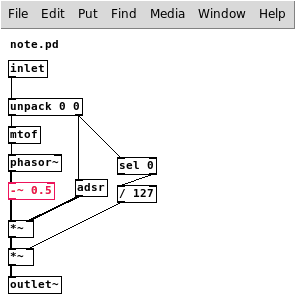 File Edit Put Find Media Window Help
note.pd
inlet
unpack 0 0
mtof
phasor~
sel 0
-~ 0.5
adsr
/ 127
*~
*~
outlet~